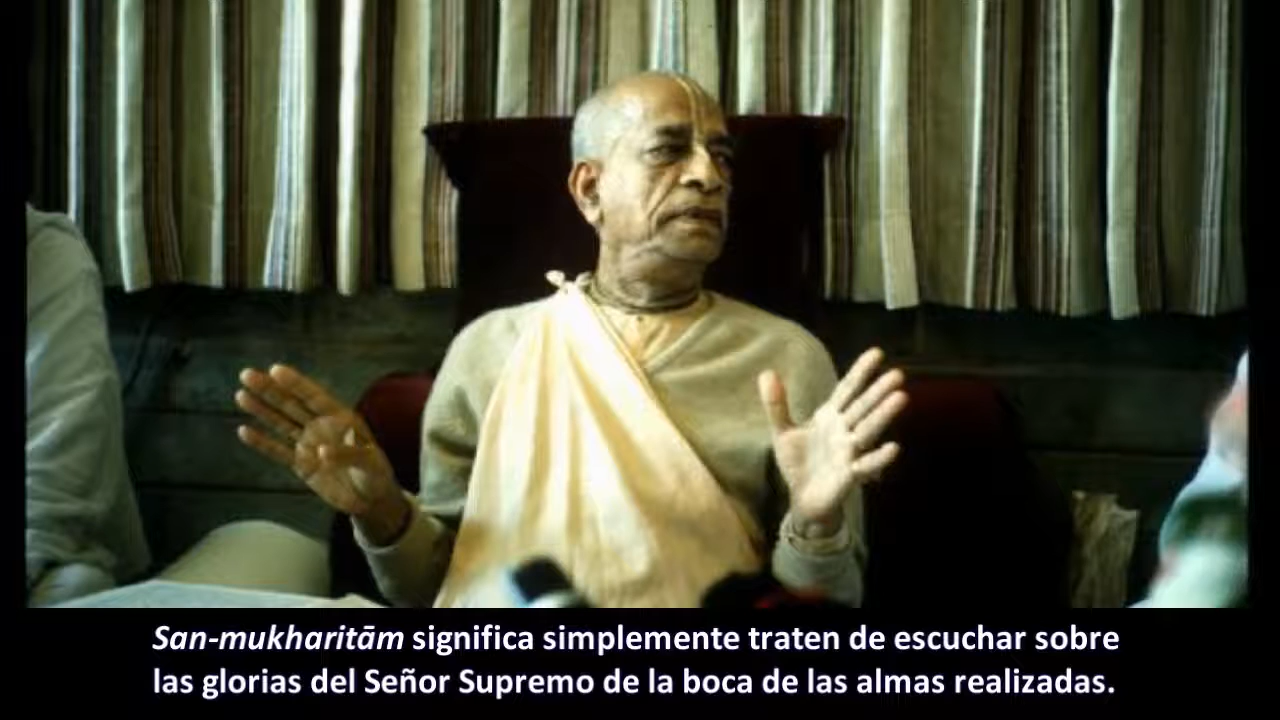 San-mukharitām significa simplemente traten de escuchar sobre
las glorias del Señor Supremo de la boca de las almas realizadas.